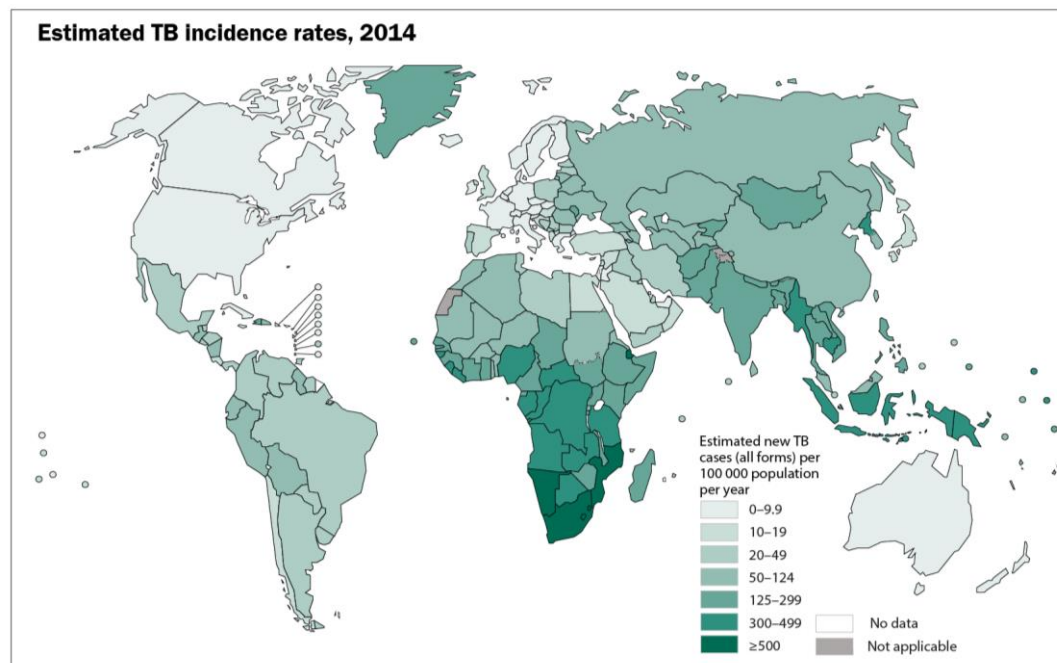 Estimated TB incidence rates, 2014
Estimated new TB
cases (all forms) per
100 000 population
per year
0–9.9
10–19
20–49
50–124
125–299
300–499
≥500
No data
Not applicable